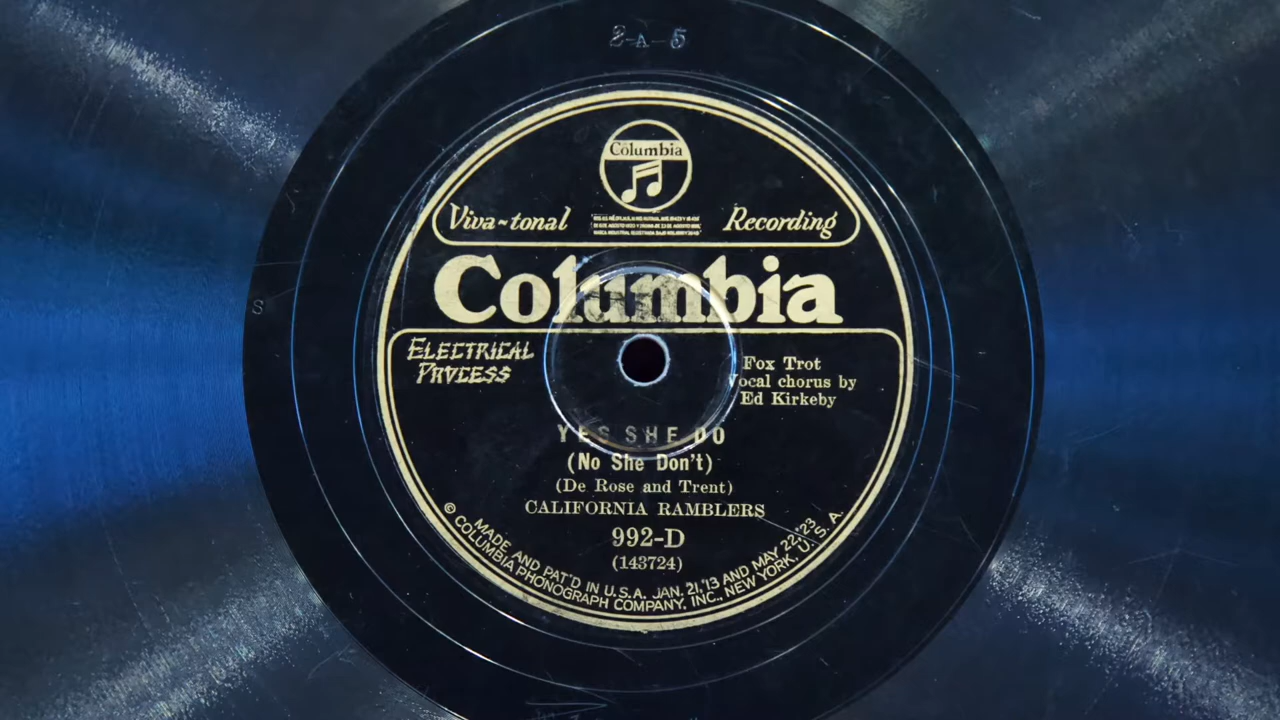 2-A-5
Columbia
Viva-tonal Recording
Columbia
ELECTRICAL
PROCESS
Fox Trot
Vocal chorus by
Ed Kirkeby
S
YES SHE DO
(No She Don't)
(De Rose and Trent)
CALIFORNIA RAMBLERS
992-D
(143724)
MADE AND PAT'D IN U.S.A. JAN. 21,'13 AND MAY 22,'23
© COLUMBIA PHONOGRAPH COMPANY, INC., NEW YORK, U. S. A.